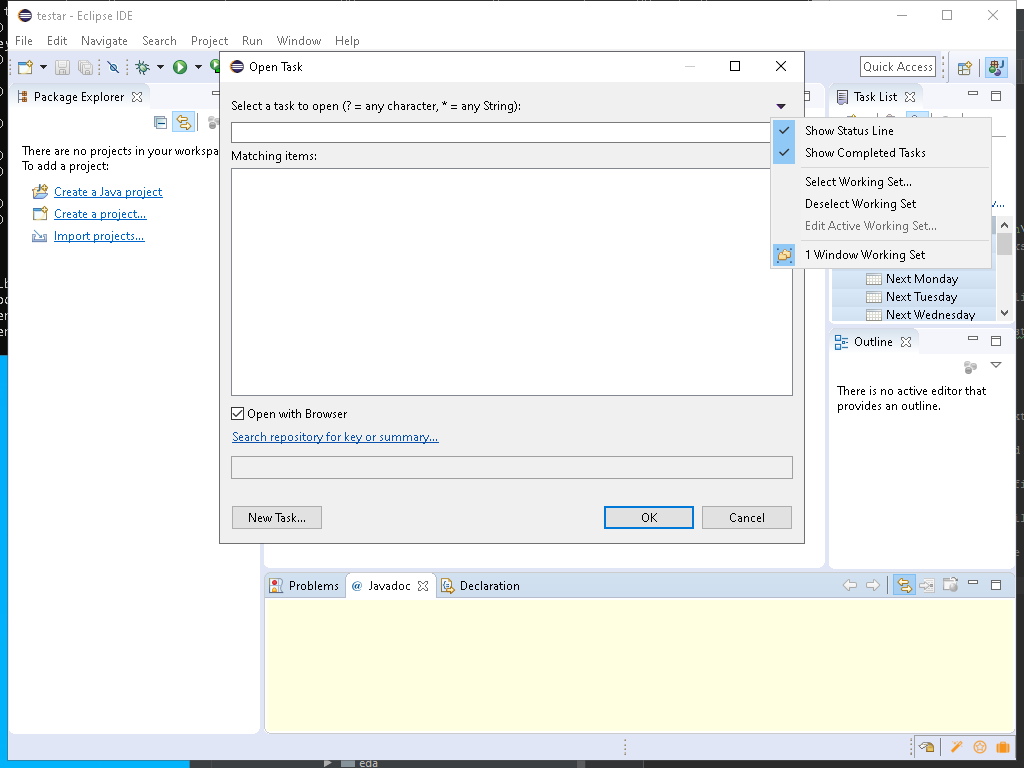 testar - Eclipse IDE
File Edit Navigate Search Project Run Window Help
Quick Access
Package Explorer
There are no projects in your workspa
To add a project:
Create a Java project
Create a project...
Import projects...
Open Task
Select a task to open (? = any character, * = any String):
Matching items:
Open with Browser
Search repository for key or summary...
New Task...
OK
Cancel
Task List
Show Status Line
Show Completed Tasks
Select Working Set...
Deselect Working Set
Edit Active Working Set...
1 Window Working Set
Next Monday
Next Tuesday
Next Wednesday
Outline
There is no active editor that
provides an outline.
Problems
@ Javadoc
Declaration
eda